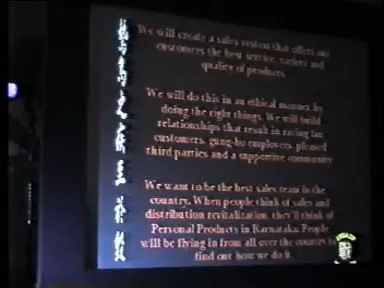 We will create a sales system that offers our
customers the best service, variety and
quality of products.
We will do this in an ethical manner by
doing the right things. We will build
relationships that result in raving fan
customers, gung-ho employees, pleased
third parties and a supportive community
We want to be the best sales team in the
country. When people think of sales and
distribution revitalization, they'll think of
Personal Products in Karnataka. People
will be flying in from all over the country to
find out how we do it.